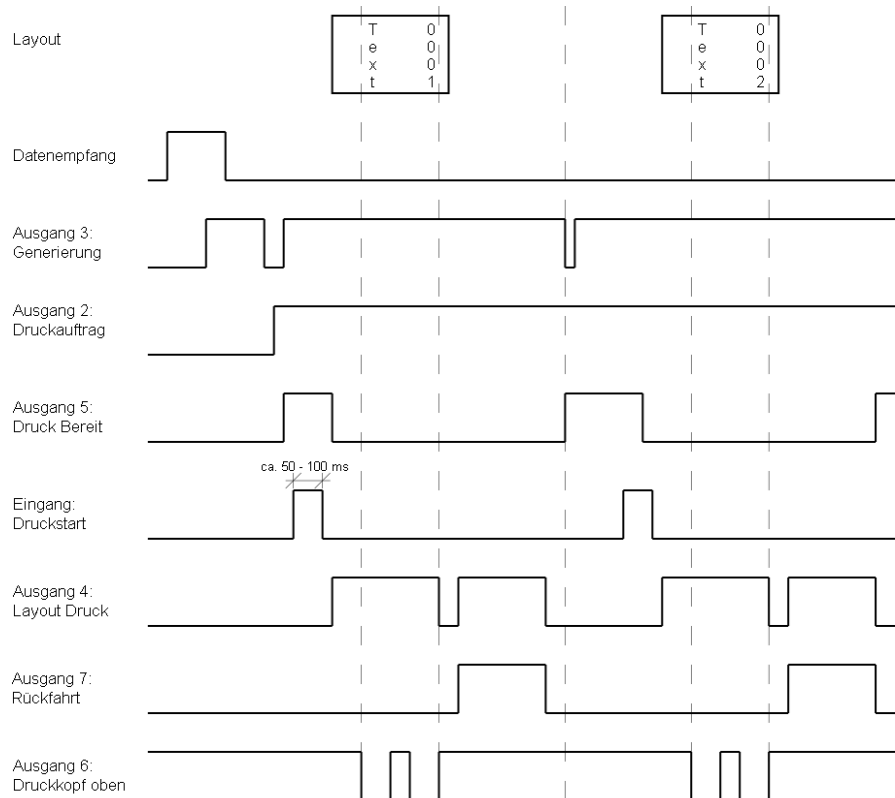 Layout
T 0
e 0
x 0
t 1
T 0
e 0
x 0
t 2
Datenempfang
Ausgang 3:
Generierung
Ausgang 2:
Druckauftrag
Ausgang 5:
Druck Bereit
ca. 50 - 100 ms
Eingang:
Druckstart
Ausgang 4:
Layout Druck
Ausgang 7:
Rückfahrt
Ausgang 6:
Druckkopf oben